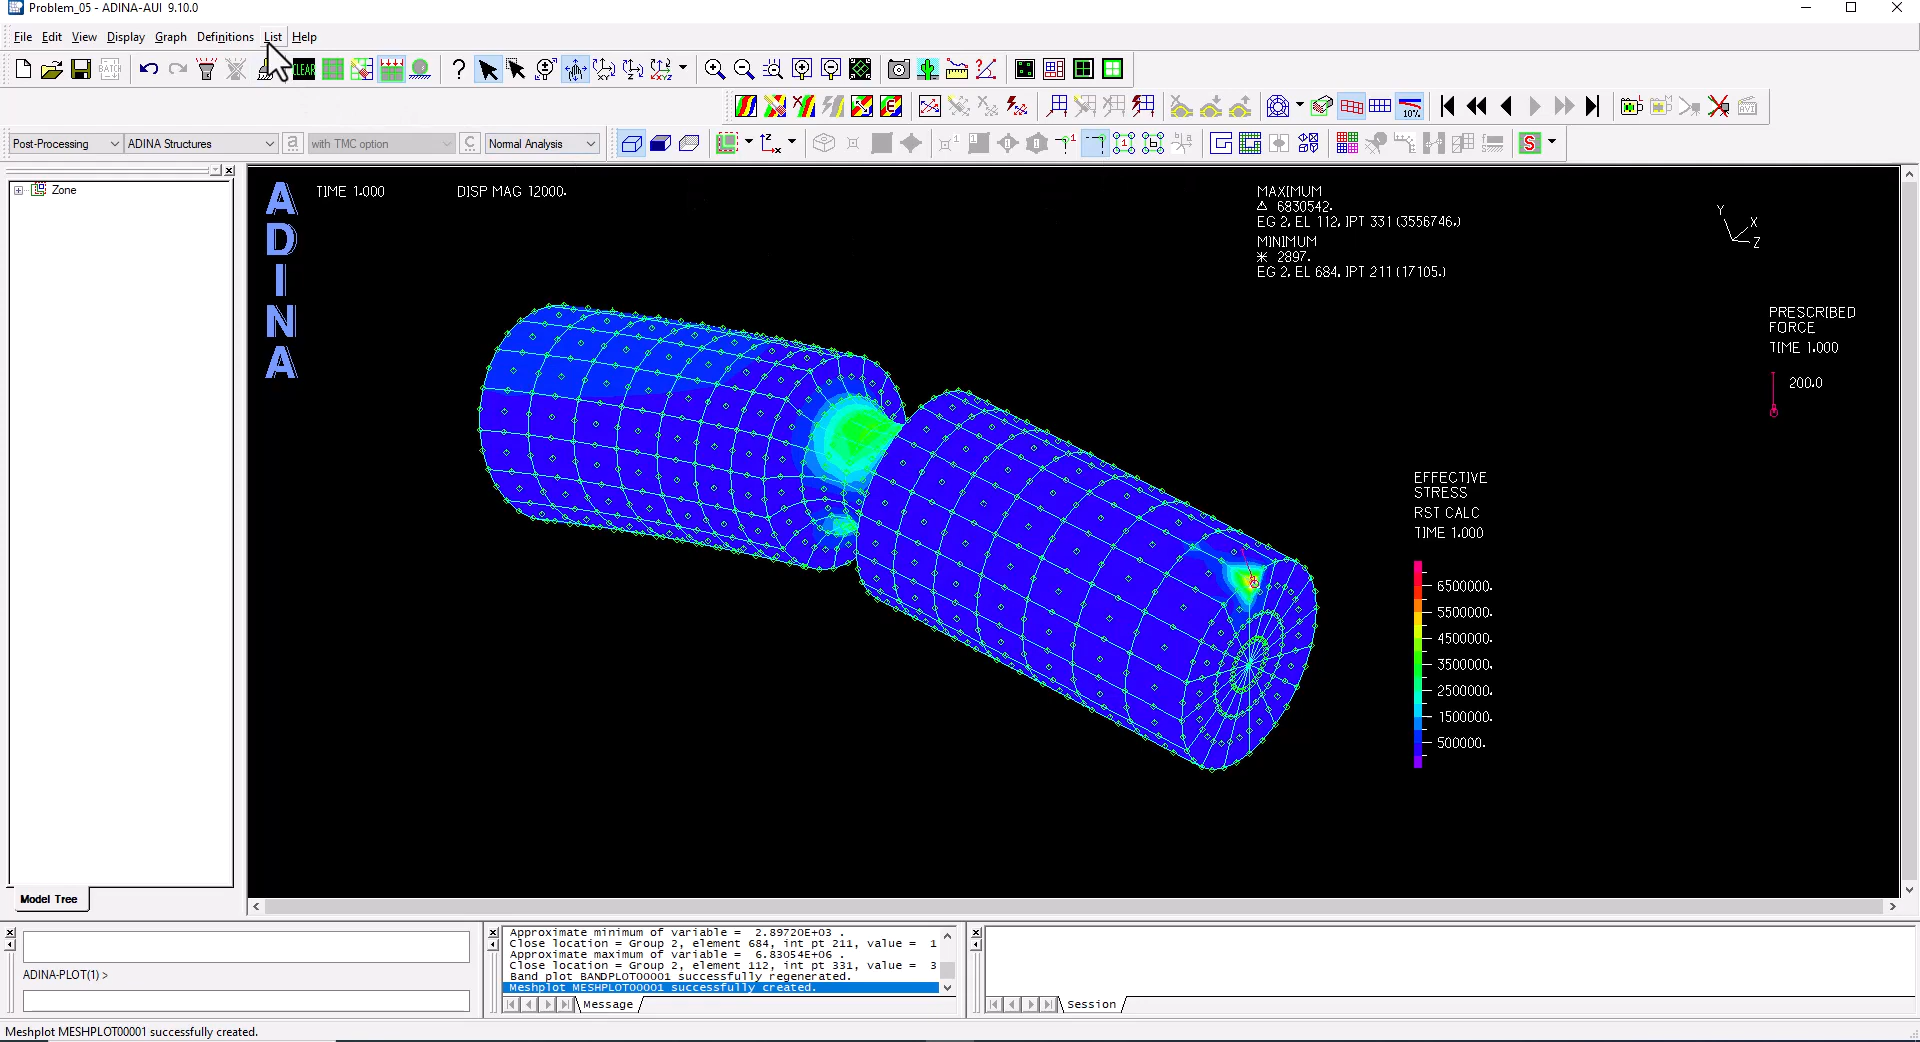 Problem_05 - ADINA-AUI 9.10.0
File Edit View Display Graph Definitions List Help
BATCH
CLEAR
10%
Post-Processing
ADINA Structures
a
with TMC option
C
Normal Analysis
S
Zone
ADINA
TIME 1.000
DISP MAG 12000.
MAXIMUM
△ 6830542.
EG 2, EL 112, IPT 331 (3556746.)
MINIMUM
✳ 2897.
EG 2, EL 684, IPT 211 (17105.)
Y
X
Z
PRESCRIBED
FORCE
TIME 1.000
200.0
EFFECTIVE
STRESS
RST CALC
TIME 1.000
6500000.
5500000.
4500000.
3500000.
2500000.
1500000.
500000.
Model Tree
ADINA-PLOT(1) >
Approximate minimum of variable = 2.89720E+03 .
Close location = Group 2, element 684, int pt 211, value = 1
Approximate maximum of variable = 6.83054E+06 .
Close location = Group 2, element 112, int pt 331, value = 3
Band plot BANDPLOT00001 successfully regenerated.
Meshplot MESHPLOT00001 successfully created.
Message
Session
Meshplot MESHPLOT00001 successfully created.